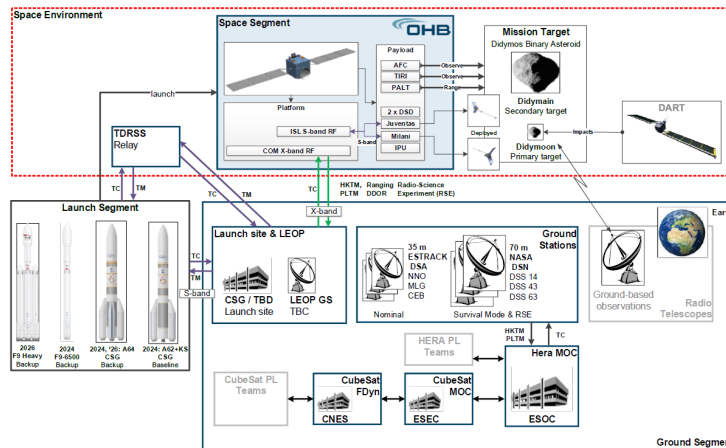 Space Environment
Space Segment
OHB
Payload
AFC
TIRI
PALT
2 x DSD
Juventas
Milani
IPU
Platform
ISL S-band RF
COM X-band RF
S-band
Observe
Observe
Range
Deployed
Mission Target
Didymos Binary Asteroid
Didymain
Secondary target
Didymoon
Primary target
Impacts
DART
launch
TDRSS
Relay
TC
TM
TC
TM
TC
HKTM,
PLTM
Ranging
DDOR
Radio-Science
Experiment (RSE)
X-band
Launch Segment
2026
F9 Heavy
Backup
2024
F9-6500
Backup
2024, '26: A64
CSG
Backup
2024: A62+KS
CSG
Baseline
TC
TM
S-band
Launch site & LEOP
CSG / TBD
Launch site
LEOP GS
TBC
Ground
Stations
35 m
ESTRACK
DSA
NNO
MLG
CEB
Nominal
70 m
NASA
DSN
DSS 14
DSS 43
DSS 63
Survival Mode & RSE
Earth
Ground-based
observations
Radio
Telescopes
HKTM
PLTM
TC
HERA PL
Teams
Hera MOC
ESOC
CubeSat PL
Teams
CubeSat
FDyn
CNES
CubeSat
MOC
ESEC
Ground Segment